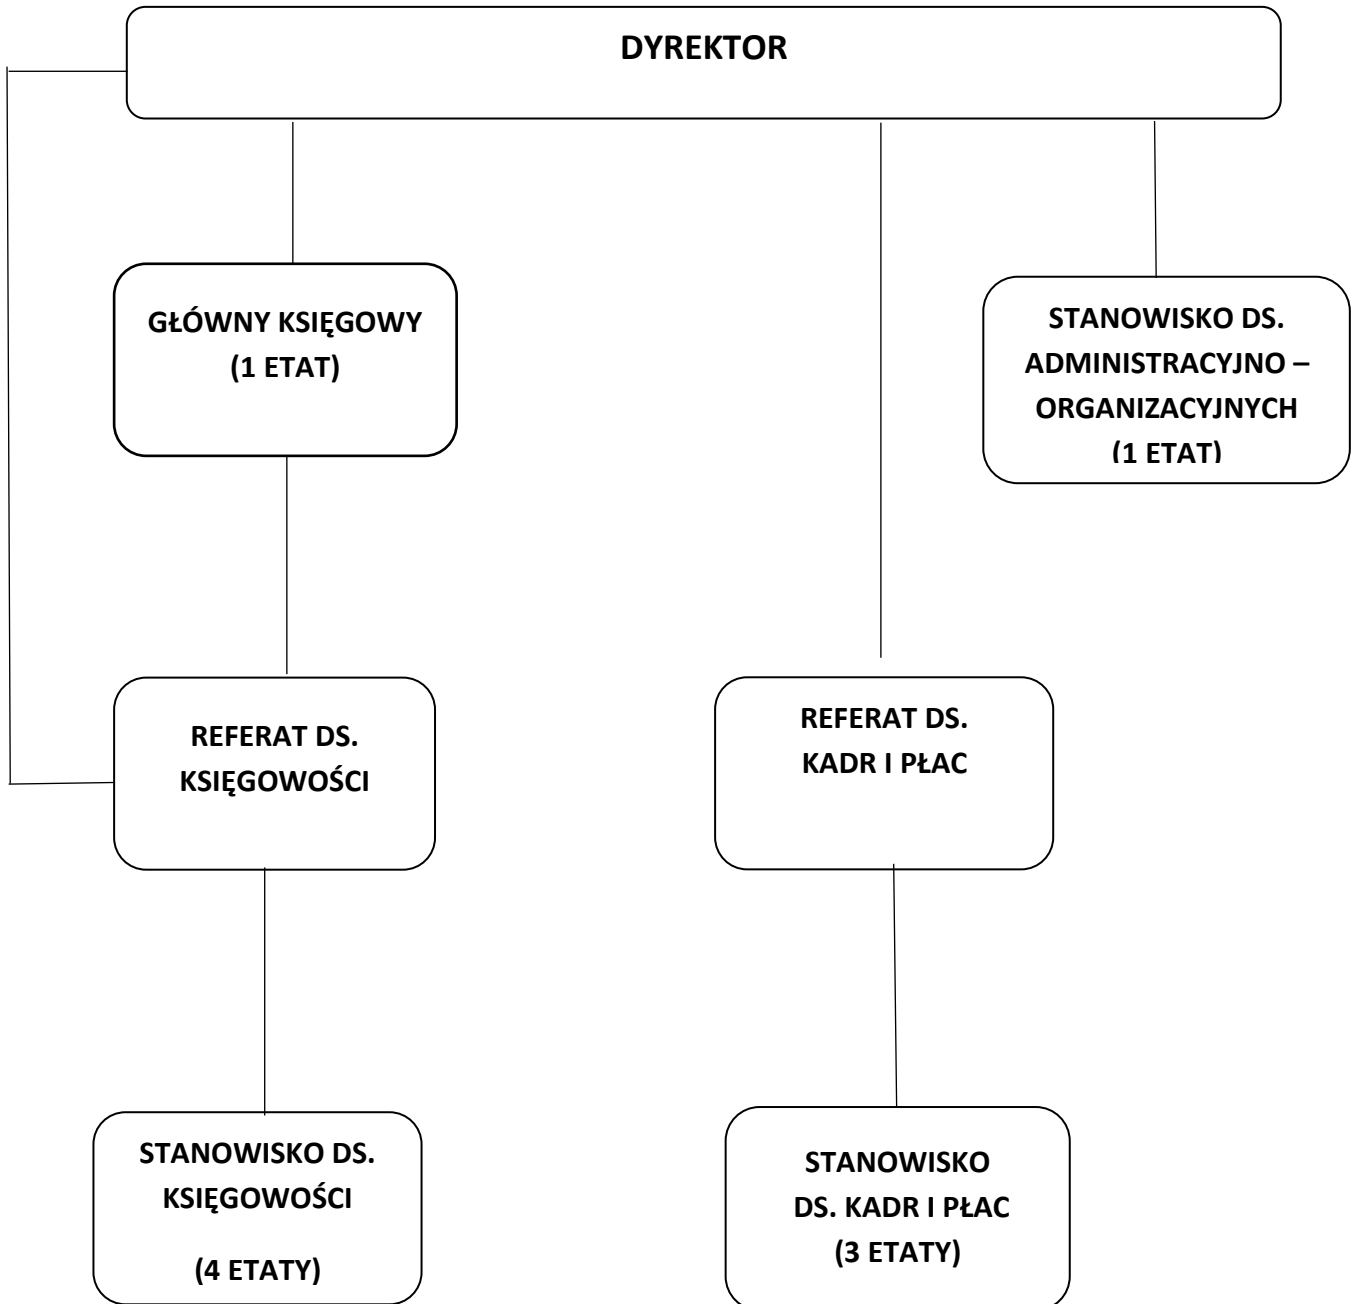 DYREKTOR
GŁÓWNY KSIĘGOWY
(1 ETAT)
STANOWISKO DS.
ADMINISTRACYJNO –
ORGANIZACYJNYCH
(1 ETAT)
REFERAT DS.
KSIĘGOWOŚCI
REFERAT DS.
KADR I PŁAC
STANOWISKO DS.
KSIĘGOWOŚCI
(4 ETATY)
STANOWISKO
DS. KADR I PŁAC
(3 ETATY)